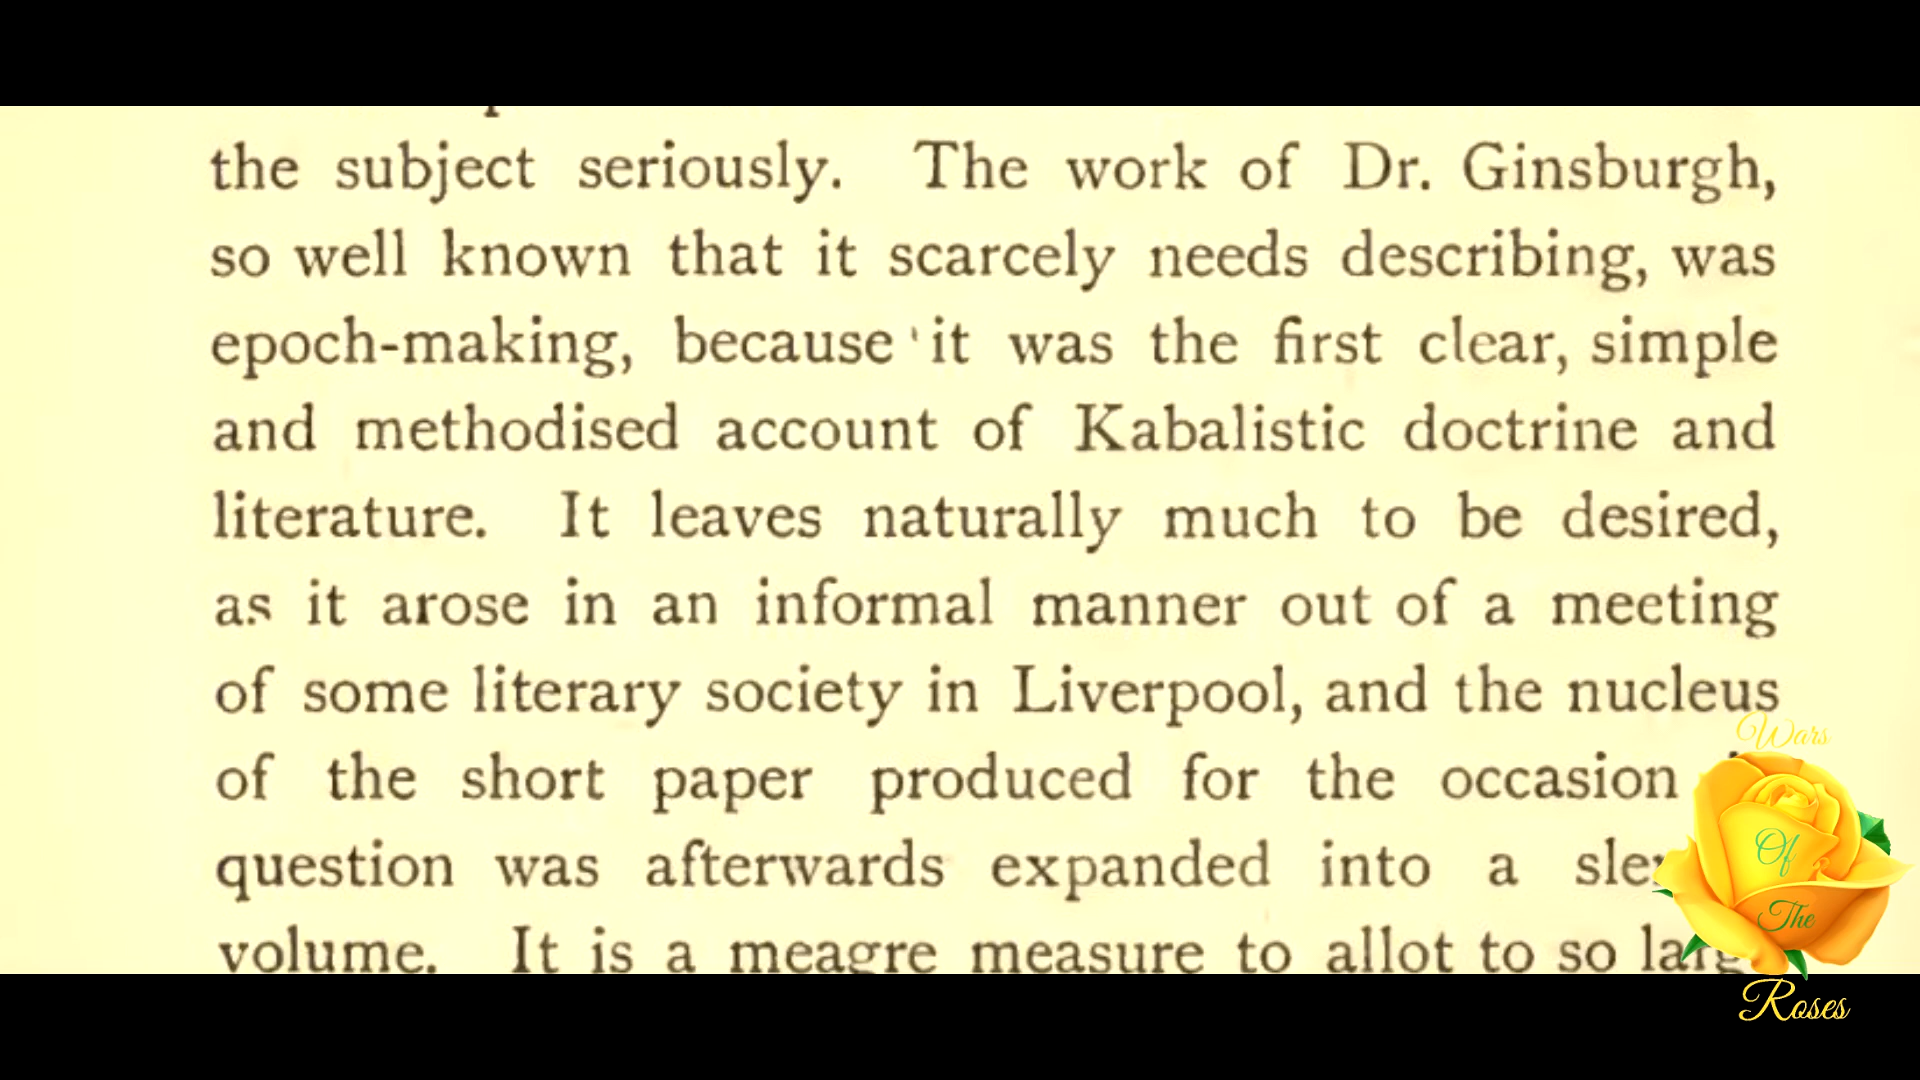 the subject seriously. The work of Dr. Ginsburgh,
so well known that it scarcely needs describing, was
epoch-making, because it was the first clear, simple
and methodised account of Kabalistic doctrine and
literature. It leaves naturally much to be desired,
as it arose in an informal manner out of a meeting
of some literary society in Liverpool, and the nucleus
of the short paper produced for the occasion
question was afterwards expanded into a
volume. It is a meagre measure to allot to so
Wars
Of
The
Roses